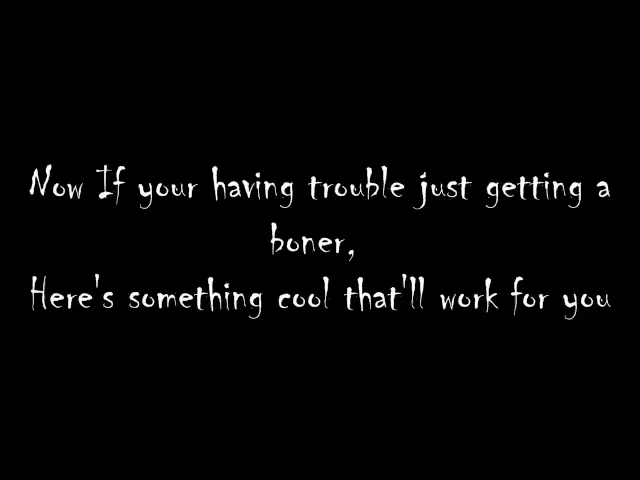 Now If your having trouble just getting a
boner,
Here's something cool that'll work for you